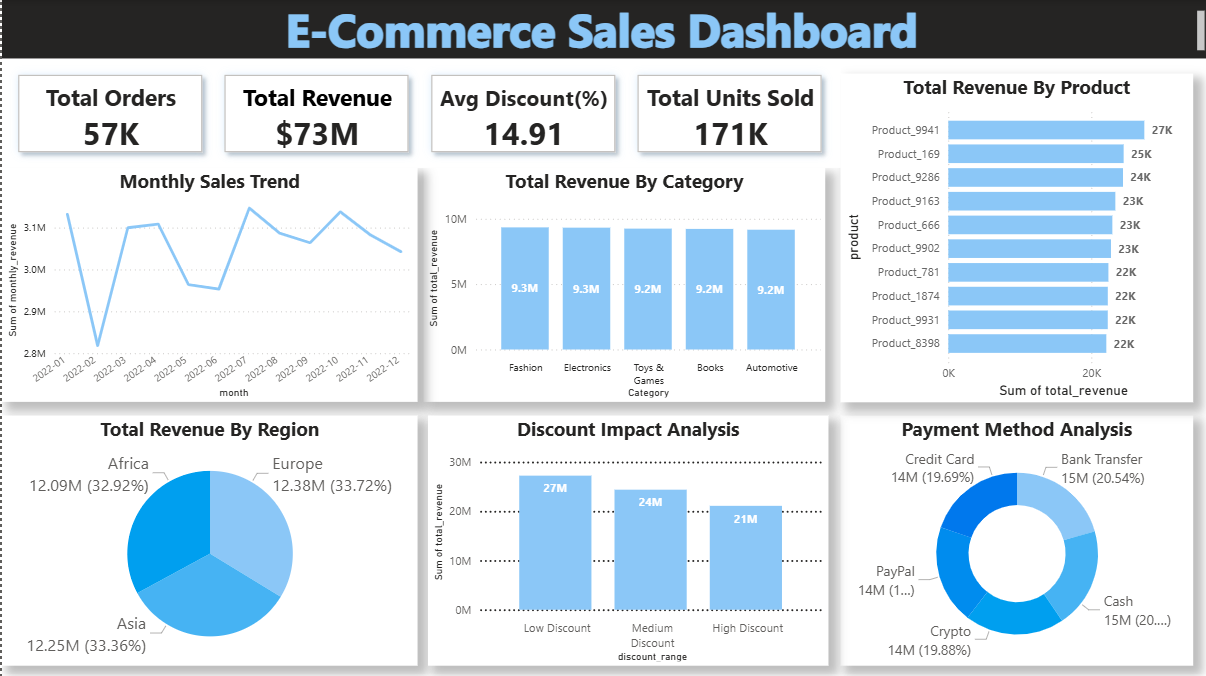 E-Commerce Sales Dashboard
Total Orders
57K
Total Revenue
$73M
Avg Discount(%)
14.91
Total Units Sold
171K
Monthly Sales Trend
Sum of monthly_revenue
3.1M
3.0M
2.9M
2.8M
2022-01
2022-02
2022-03
2022-04
2022-05
2022-06
2022-07
2022-08
2022-09
2022-10
2022-11
2022-12
month
Total Revenue By Category
Sum of total_revenue
10M
5M
0M
9.3M
9.3M
9.2M
9.2M
9.2M
Fashion
Electronics
Toys &
Games
Books
Automotive
Category
Total Revenue By Product
product
Product_9941 27K
Product_169 25K
Product_9286 24K
Product_9163 23K
Product_666 23K
Product_9902 23K
Product_781 22K
Product_1874 22K
Product_9931 22K
Product_8398 22K
0K 20K
Sum of total_revenue
Total Revenue By Region
Africa
12.09M (32.92%)
Europe
12.38M (33.72%)
Asia
12.25M (33.36%)
Discount Impact Analysis
Sum of total_revenue
30M
20M
10M
0M
27M
24M
21M
Low Discount
Medium
Discount
High Discount
discount_range
Payment Method Analysis
Credit Card
14M (19.69%)
Bank Transfer
15M (20.54%)
PayPal
14M (1...)
Cash
15M (20....)
Crypto
14M (19.88%)